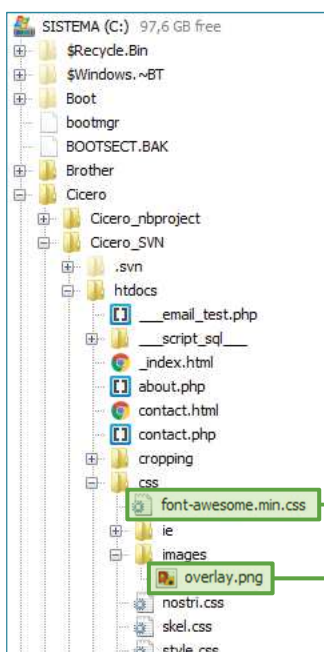 SISTEMA (C:) 97,6 GB free
$Recycle.Bin
$Windows.~BT
Boot
bootmgr
BOOTSECT.BAK
Brother
Cicero
Cicero_nbproject
Cicero_SVN
.svn
htdocs
___email_test.php
___script_sql___
_index.html
about.php
contact.html
contact.php
cropping
css
font-awesome.min.css
ie
images
overlay.png
nostri.css
skel.css
style.css